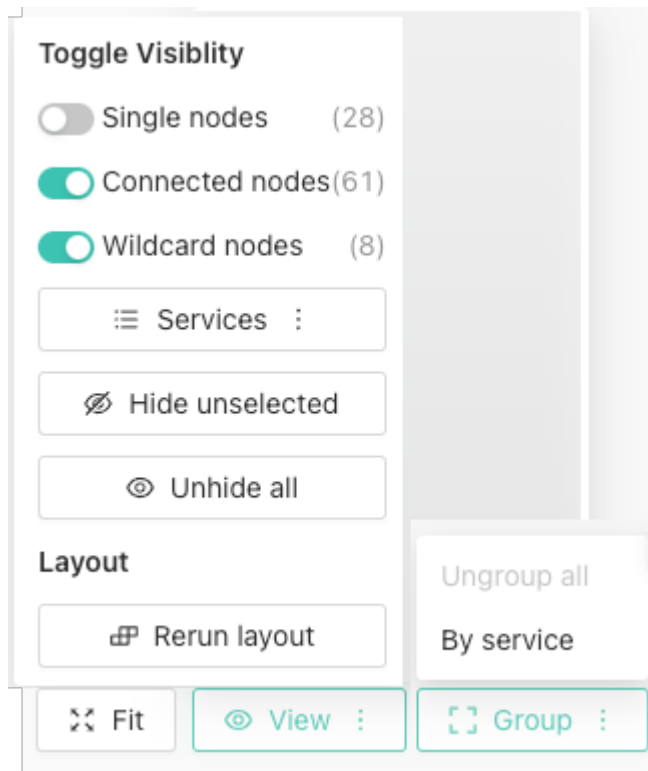 Toggle Visiblity
Single nodes (28)
Connected nodes(61)
Wildcard nodes (8)
Services
Hide unselected
Unhide all
Layout
Rerun layout
Ungroup all
By service
Fit View Group